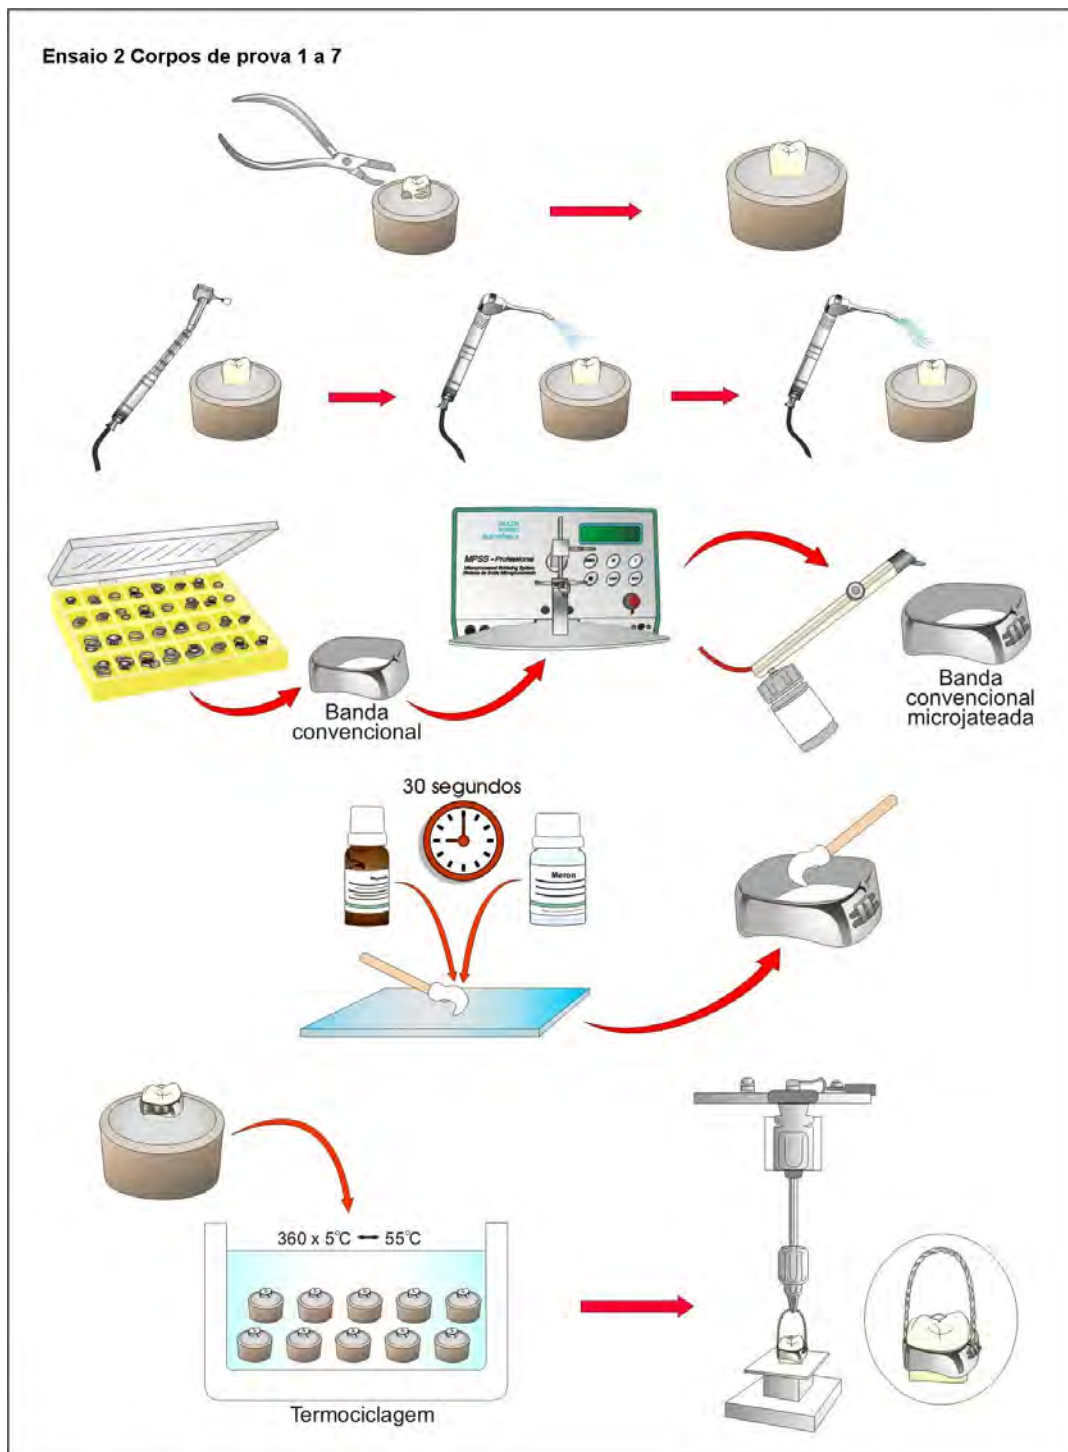 Ensaio 2 Corpos de prova 1 a 7
MPSS - Professional
Banda
convencional
Banda
convencional
microjateada
30 segundos
Meron
360 x 5°C ↔ 55°C
Termociclagem